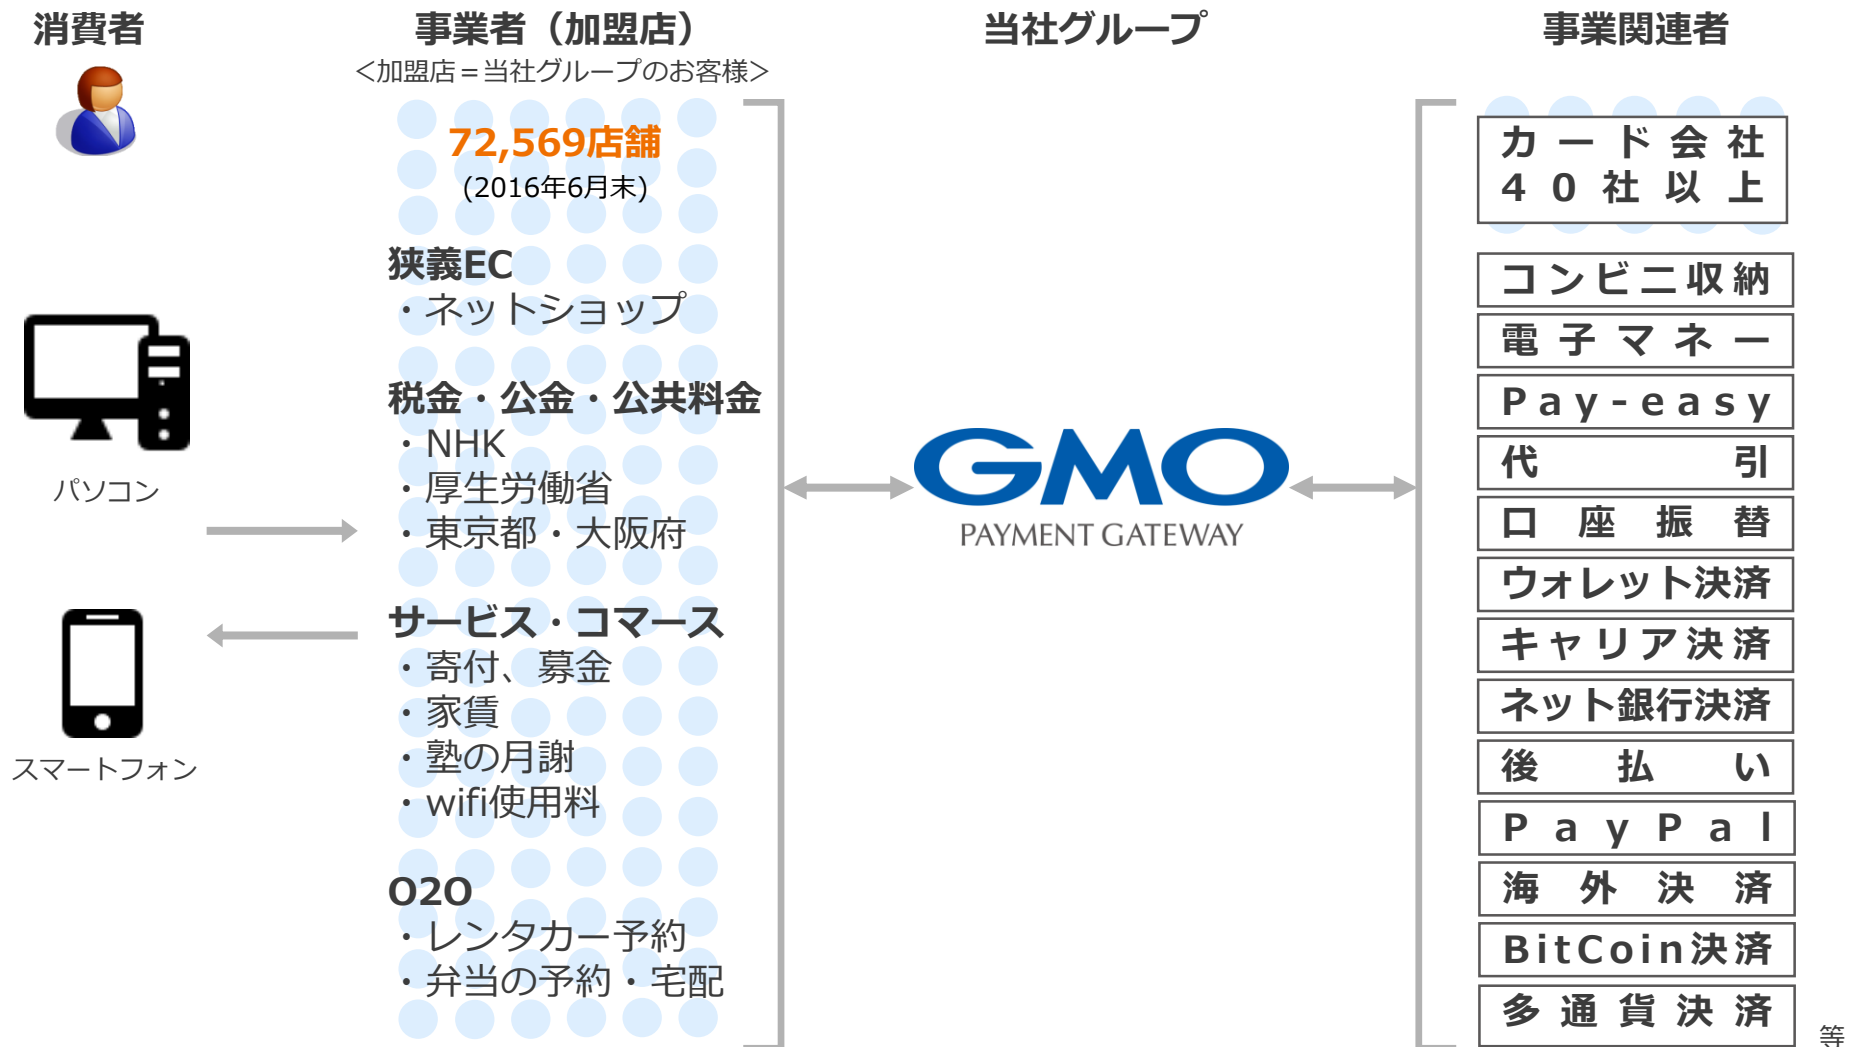 消費者
パソコン
スマートフォン
事業者（加盟店）
<加盟店＝当社グループのお客様>
72,569店舗
(2016年6月末)
狭義EC
・ネットショップ
税金・公金・公共料金
・NHK
・厚生労働省
・東京都・大阪府
サービス・コマース
・寄付、募金
・家賃
・塾の月謝
・wifi使用料
O2O
・レンタカー予約
・弁当の予約・宅配
当社グループ
GMO
PAYMENT GATEWAY
事業関連者
カード会社
40社以上
コンビニ収納
電子マネー
Pay-easy
代引
口座振替
ウォレット決済
キャリア決済
ネット銀行決済
後払い
PayPal
海外決済
BitCoin決済
多通貨決済
等